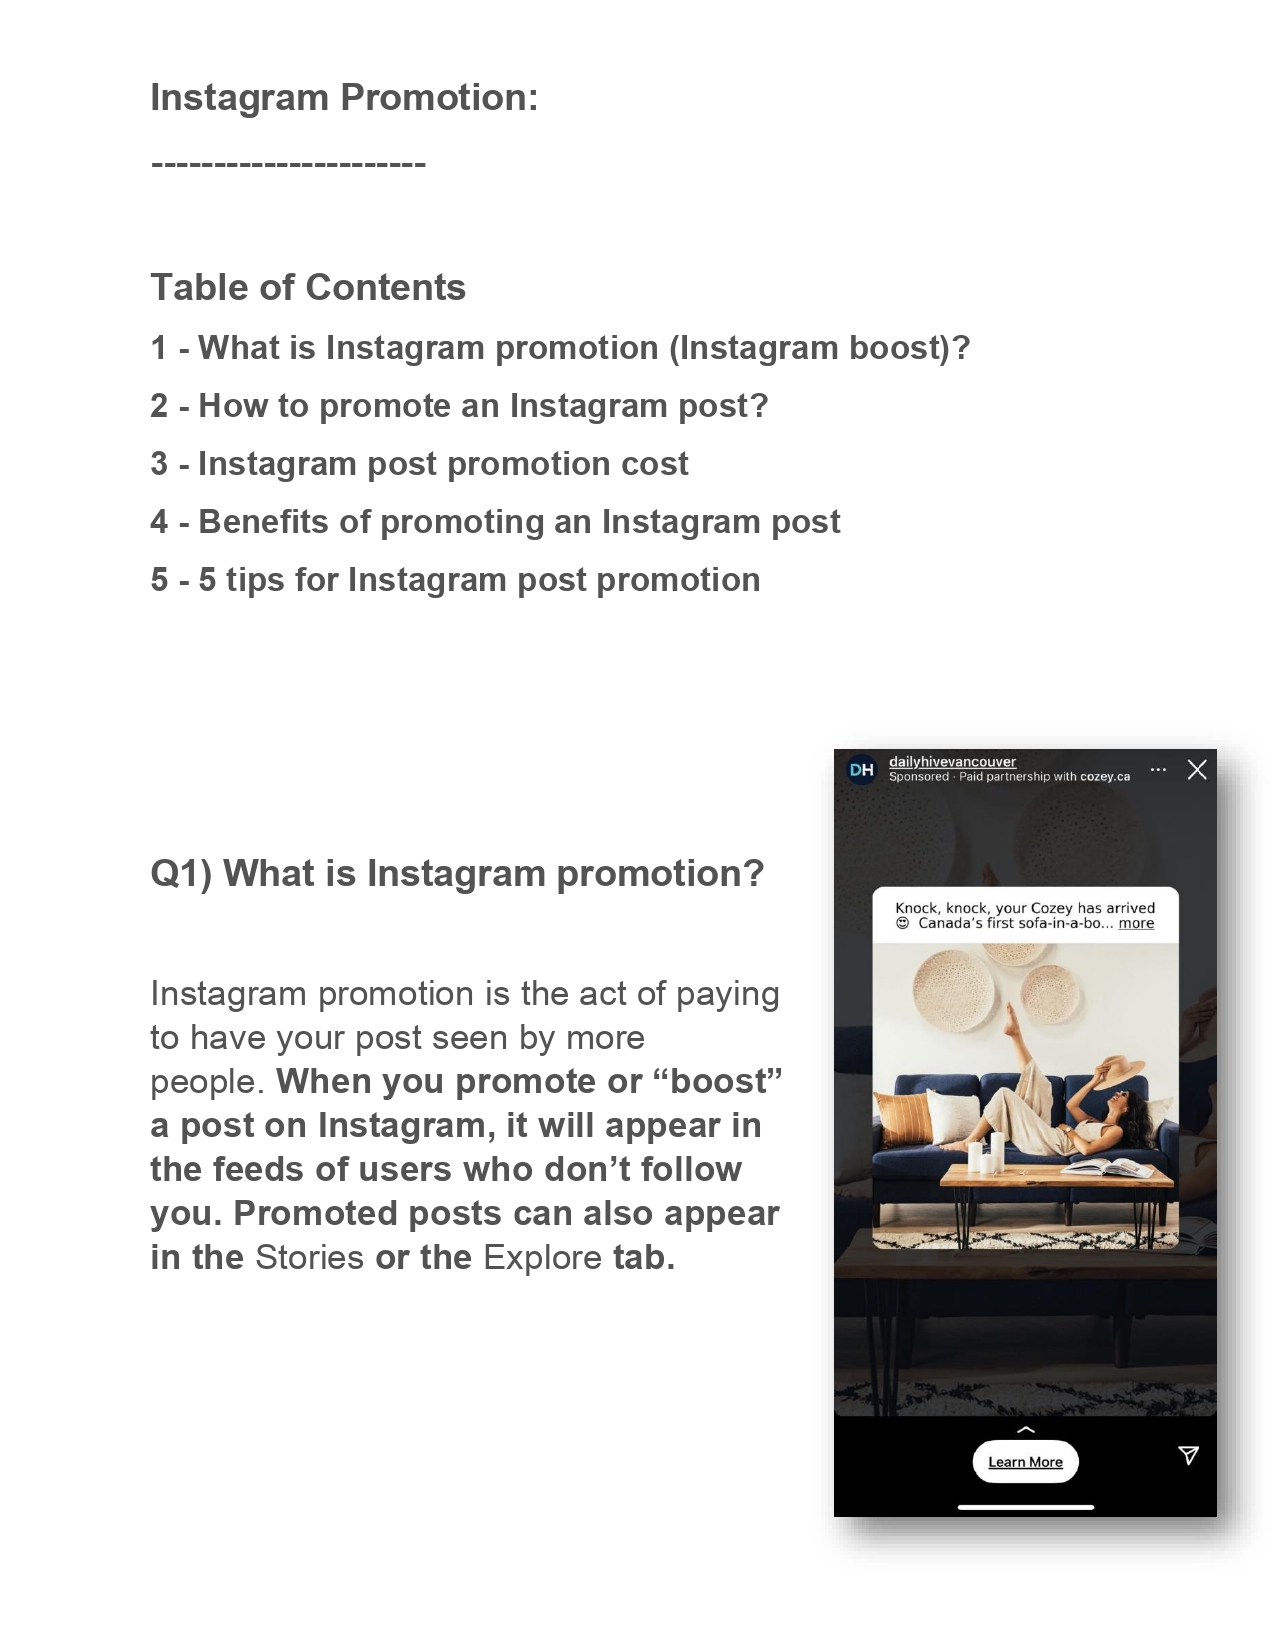 Instagram Promotion:
----------------------
Table of Contents
1 - What is Instagram promotion (Instagram boost)?
2 - How to promote an Instagram post?
3 - Instagram post promotion cost
4 - Benefits of promoting an Instagram post
5 - 5 tips for Instagram post promotion
Q1) What is Instagram promotion?
Instagram promotion is the act of paying
to have your post seen by more
people. When you promote or “boost”
a post on Instagram, it will appear in
the feeds of users who don’t follow
you. Promoted posts can also appear
in the Stories or the Explore tab.
DH
dailyhivevancouver
Sponsored · Paid partnership with cozey.ca
Knock, knock, your Cozey has arrived
😍 Canada’s first sofa-in-a-bo... more
Learn More